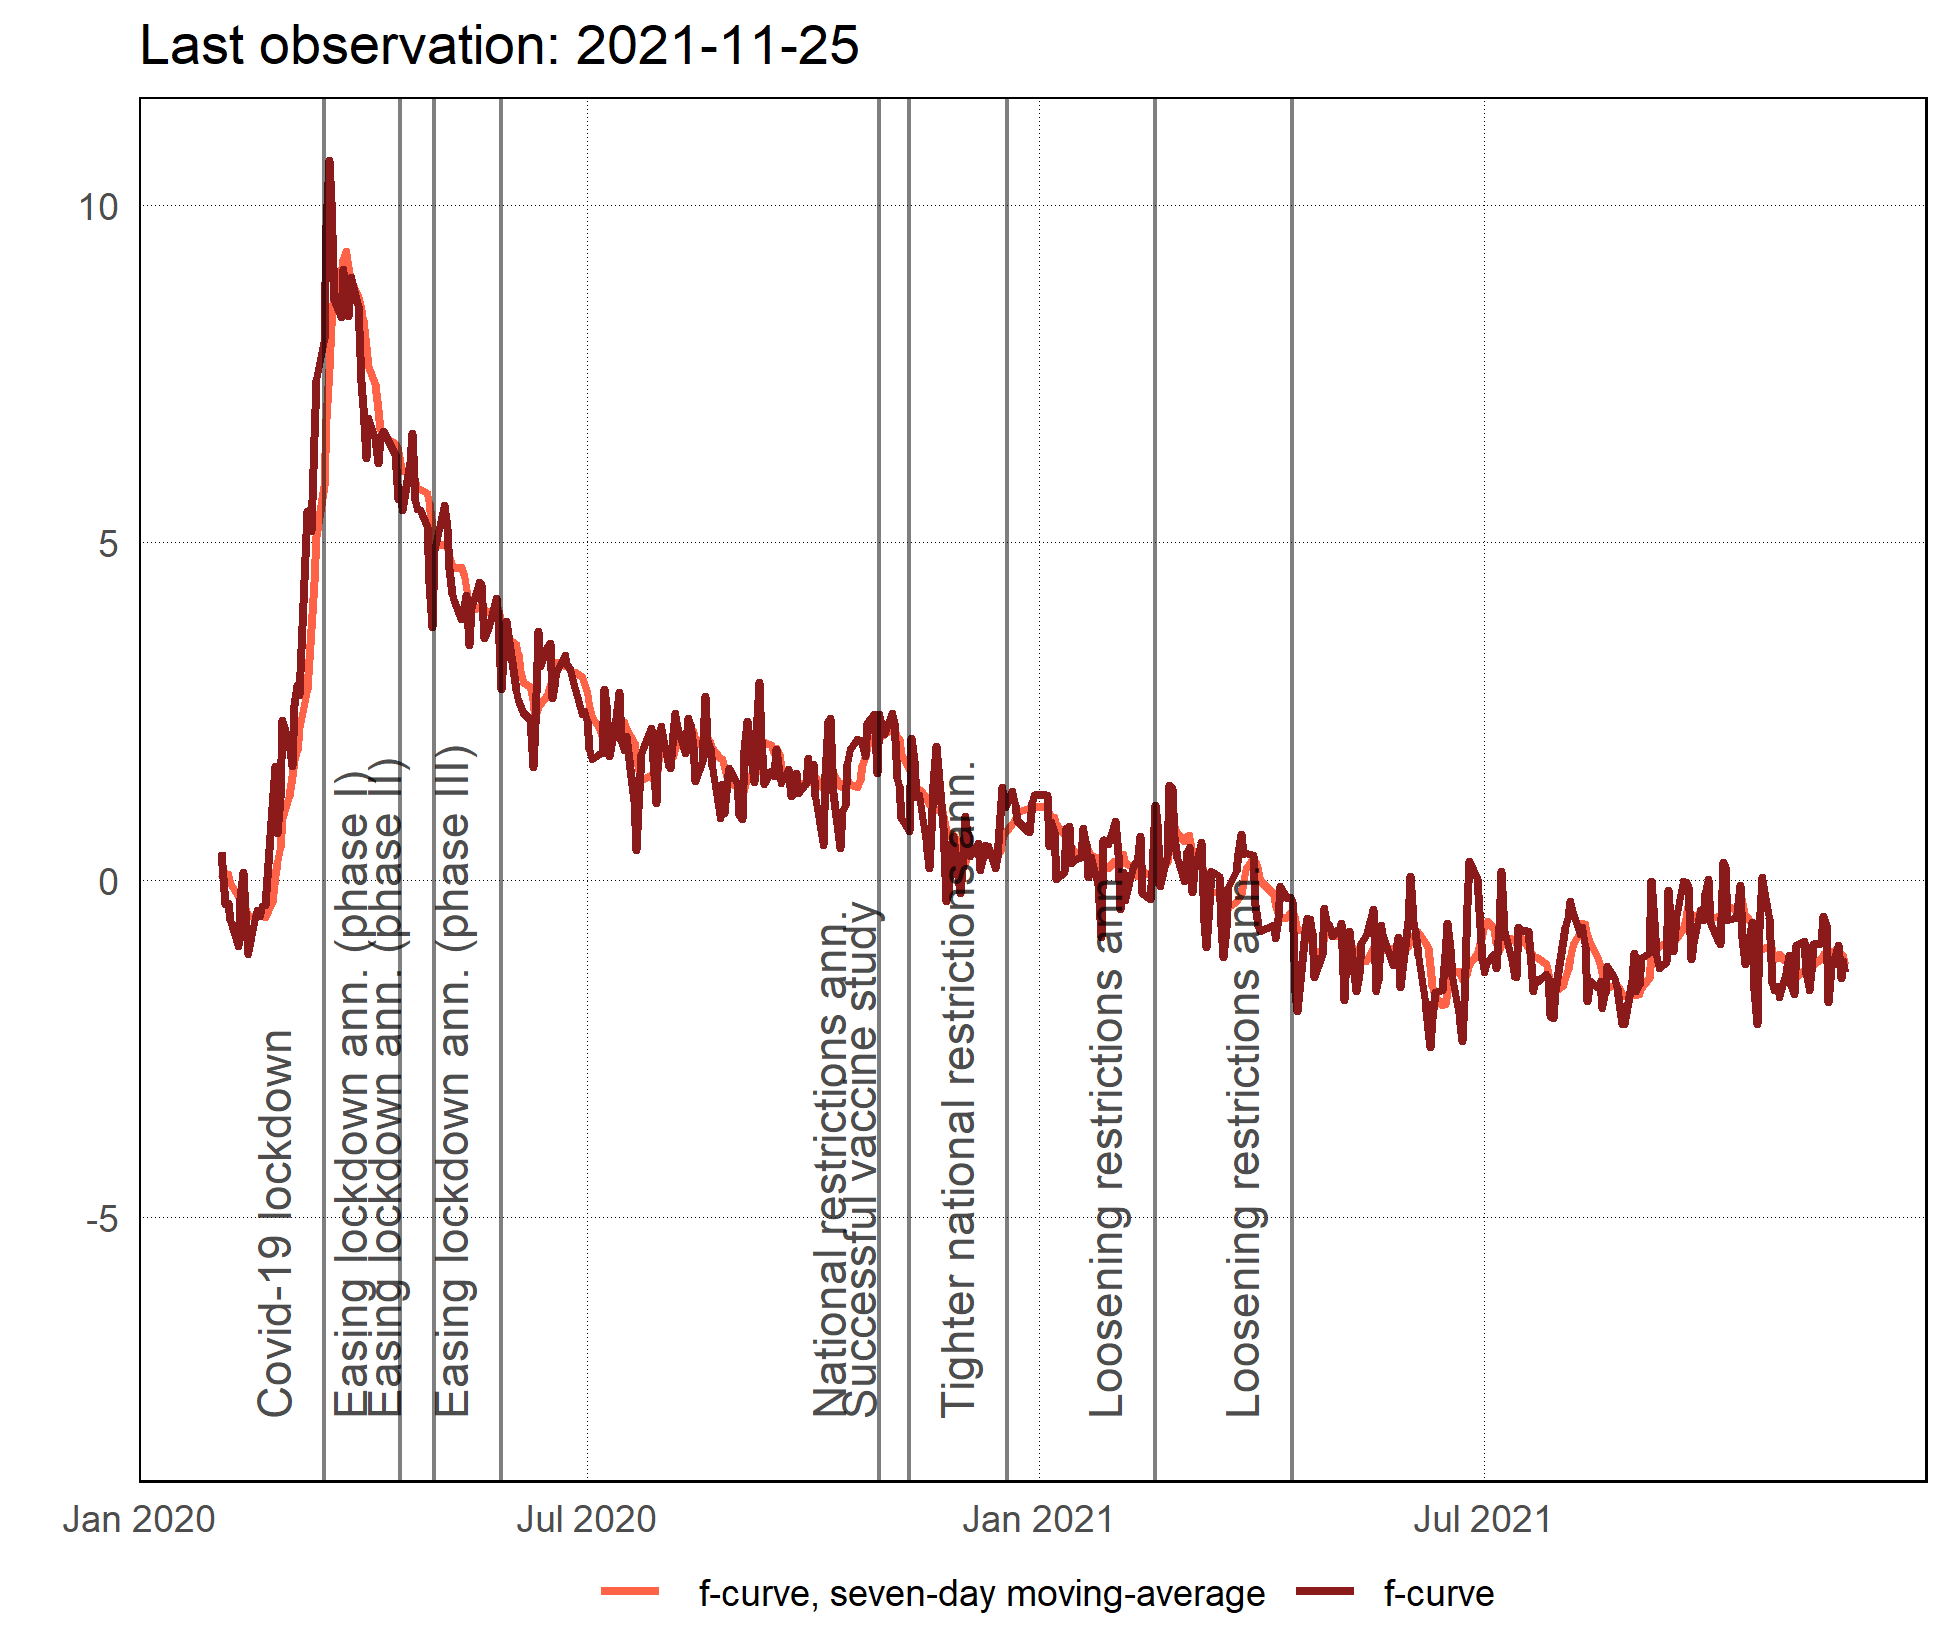 Last observation: 2021-11-25
10
5
0
-5
Covid-19 lockdown
Easing lockdown ann. (phase I)
Easing lockdown ann. (phase II)
Easing lockdown ann. (phase III)
National restrictions ann.
Successful vaccine study
Tighter national restrictions ann.
Loosening restrictions ann.
Loosening restrictions ann.
Jan 2020
Jul 2020
Jan 2021
Jul 2021
f-curve, seven-day moving-average
f-curve